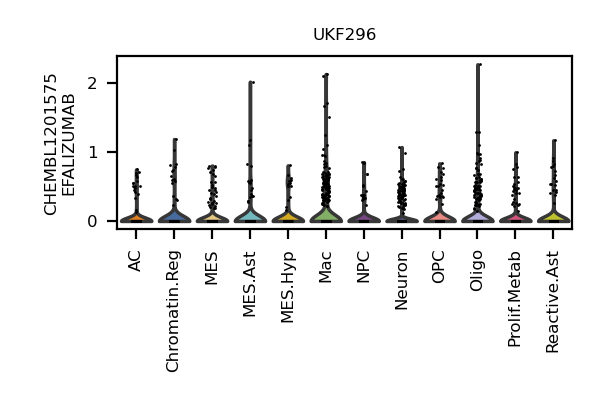 UKF296
CHEMBL1201575
EFALIZUMAB
2
1
0
AC
Chromatin.Reg
MES
MES.Ast
MES.Hyp
Mac
NPC
Neuron
OPC
Oligo
Prolif.Metab
Reactive.Ast